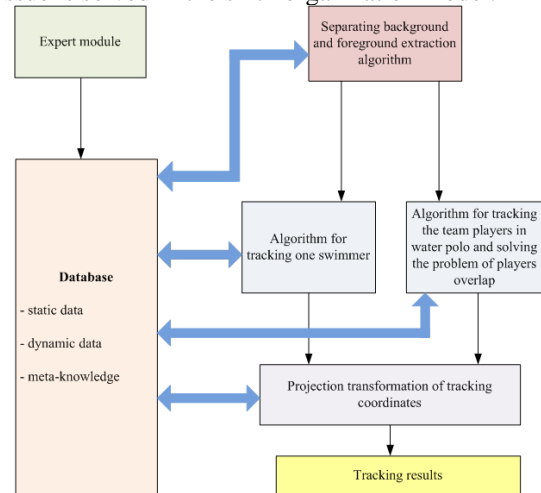 Expert module
Separating background
and foreground extraction
algorithm
Algorithm for
tracking one swimmer
Algorithm for tracking
the team players in
water polo and solving
the problem of players
overlap
Database
- static data
- dynamic data
- meta-knowledge
Projection transformation of tracking
coordinates
Tracking results